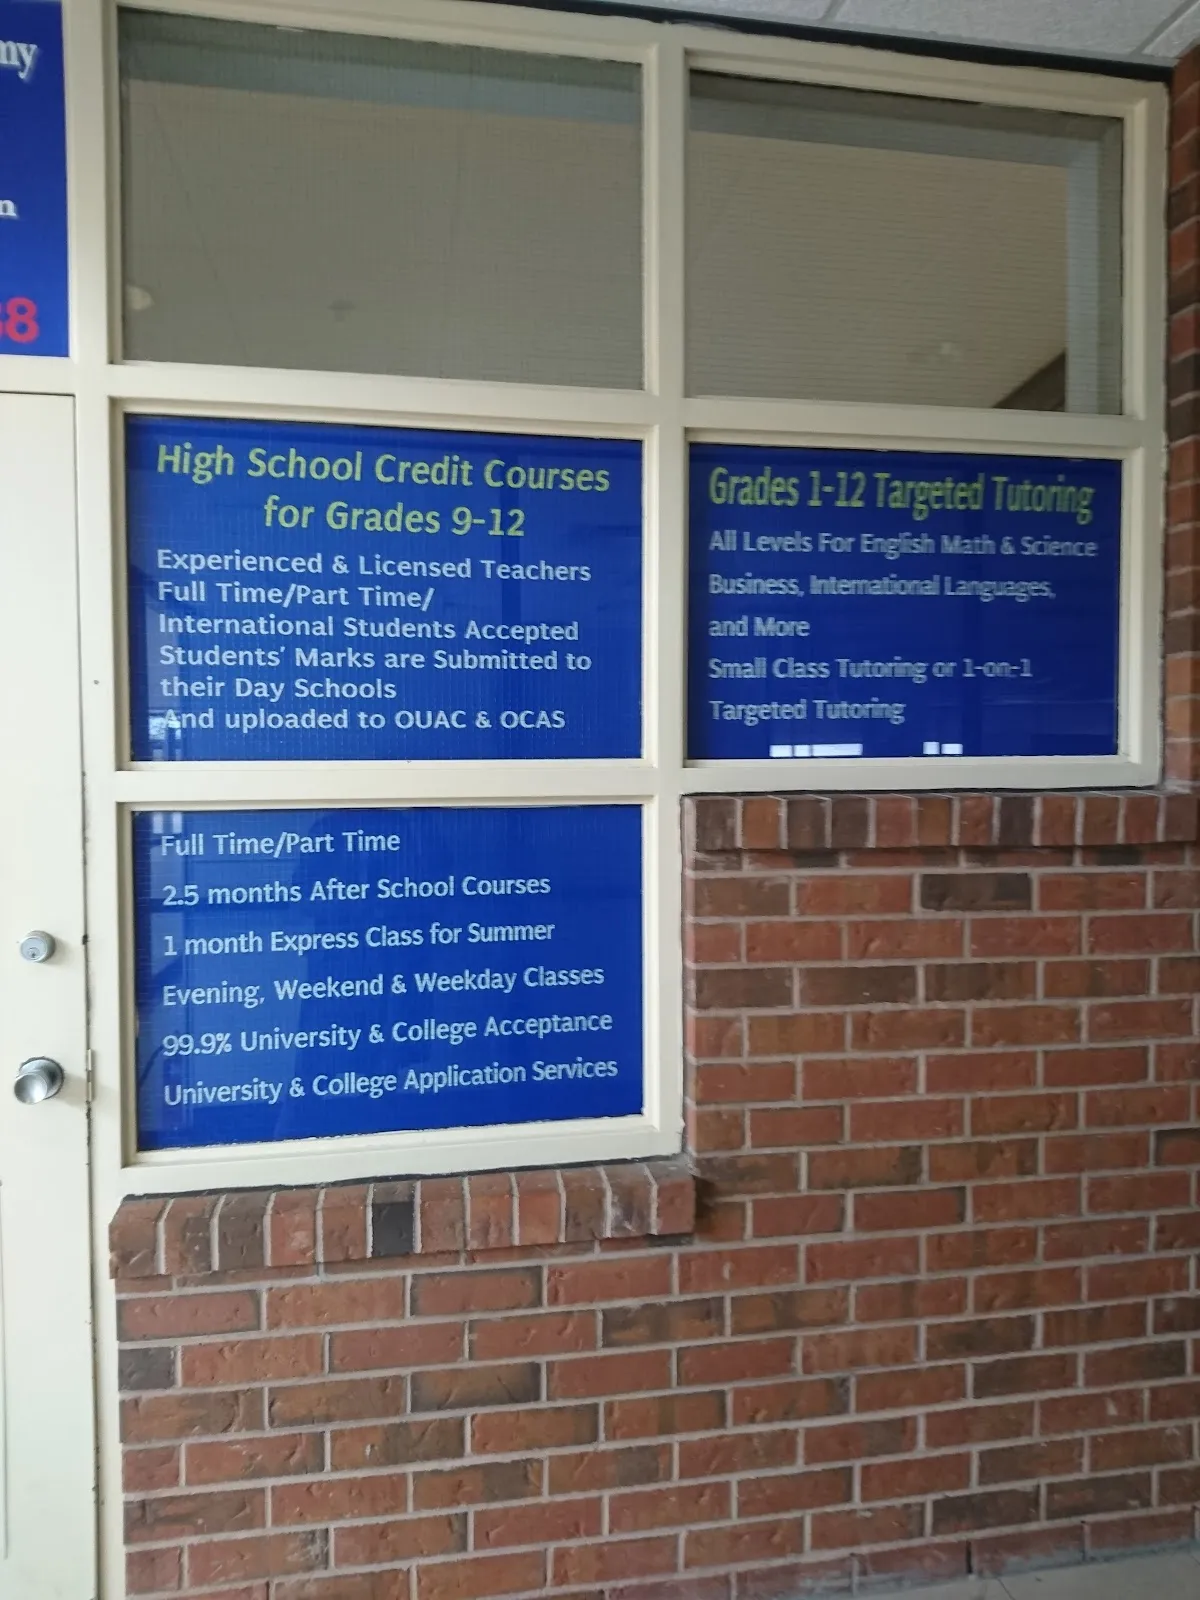 my
n
8
High School Credit Courses
for Grades 9-12
Experienced & Licensed Teachers
Full Time/Part Time/
International Students Accepted
Students' Marks are Submitted to
their Day Schools
And uploaded to OUAC & OCAS
Grades 1-12 Targeted Tutoring
All Levels For English Math & Science
Business, International Languages,
and More
Small Class Tutoring or 1-on-1
Targeted Tutoring
Full Time/Part Time
2.5 months After School Courses
1 month Express Class for Summer
Evening, Weekend & Weekday Classes
99.9% University & College Acceptance
University & College Application Services